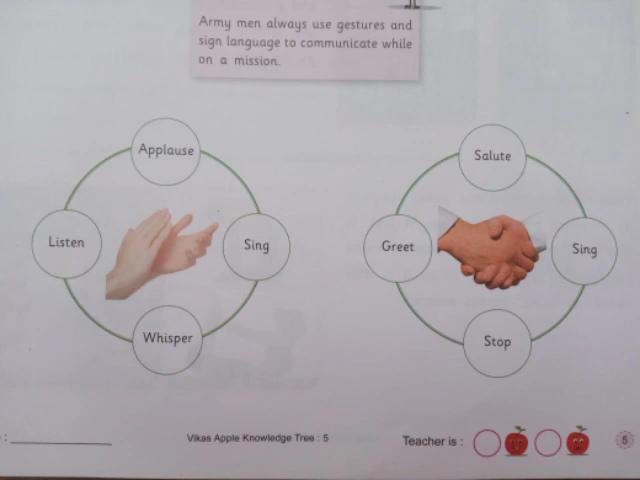 Army men always use gestures and
sign language to communicate while
on a mission.
Applause
Listen
Sing
Whisper
Salute
Greet
Sing
Stop
: ____________
Vikas Apple Knowledge Tree : 5
Teacher is :
5